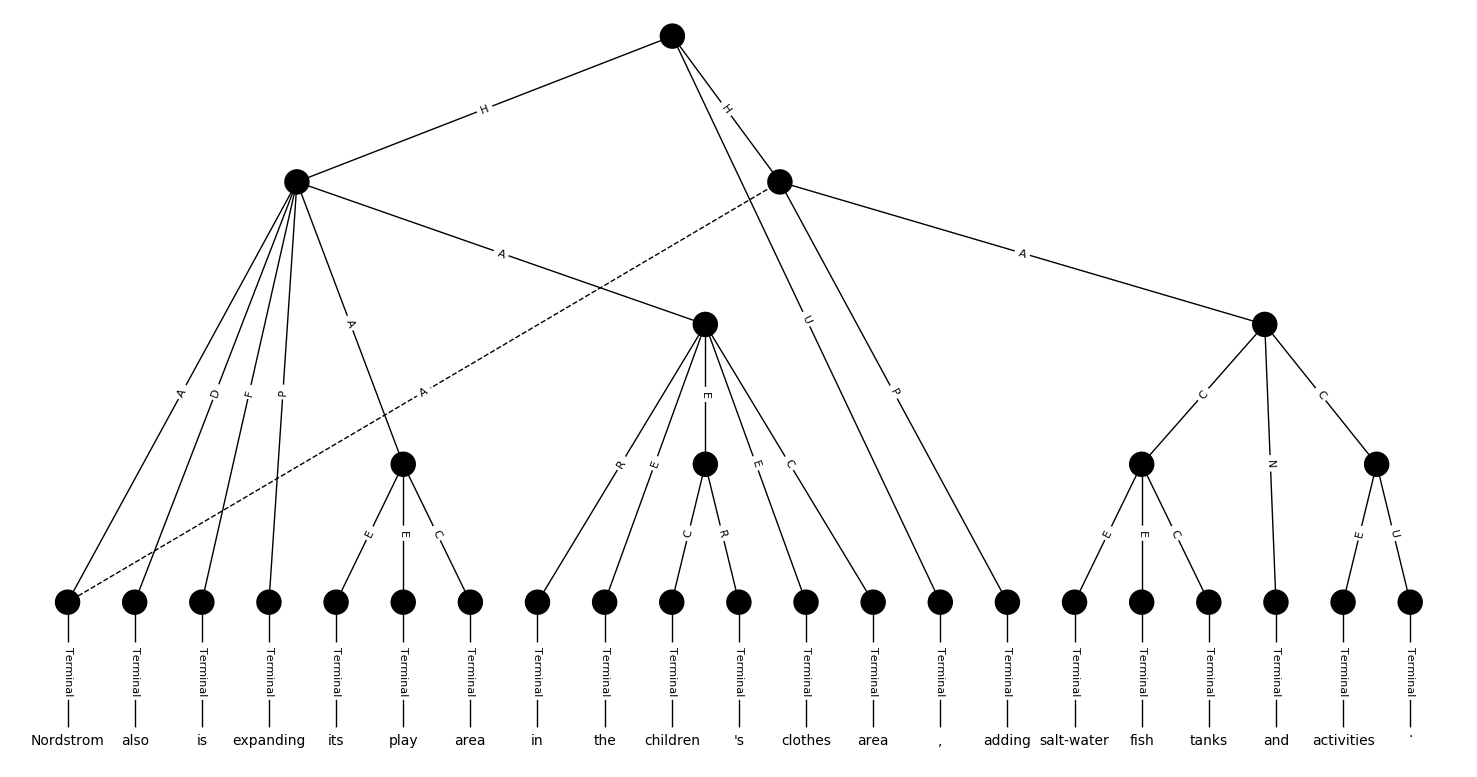 H H
A A A
U
A D F P A P
E C N C
R E E C
E E C C R E E C E U
Terminal Terminal Terminal Terminal Terminal Terminal Terminal Terminal Terminal Terminal Terminal Terminal Terminal Terminal Terminal Terminal Terminal Terminal Terminal Terminal Terminal
Nordstrom also is expanding its play area in the children 's clothes area , adding salt-water fish tanks and activities .